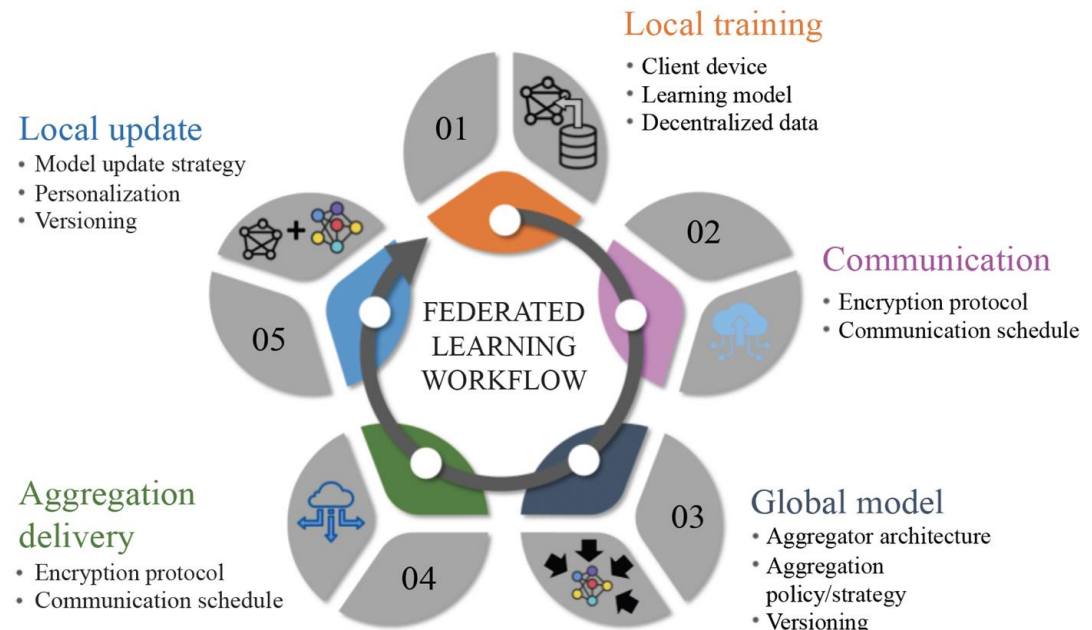 Local training
• Client device
• Learning model
• Decentralized data
01
02
Communication
• Encryption protocol
• Communication schedule
03
Global model
• Aggregator architecture
• Aggregation
policy/strategy
• Versioning
04
Aggregation
delivery
• Encryption protocol
• Communication schedule
05
Local update
• Model update strategy
• Personalization
• Versioning
FEDERATED
LEARNING
WORKFLOW